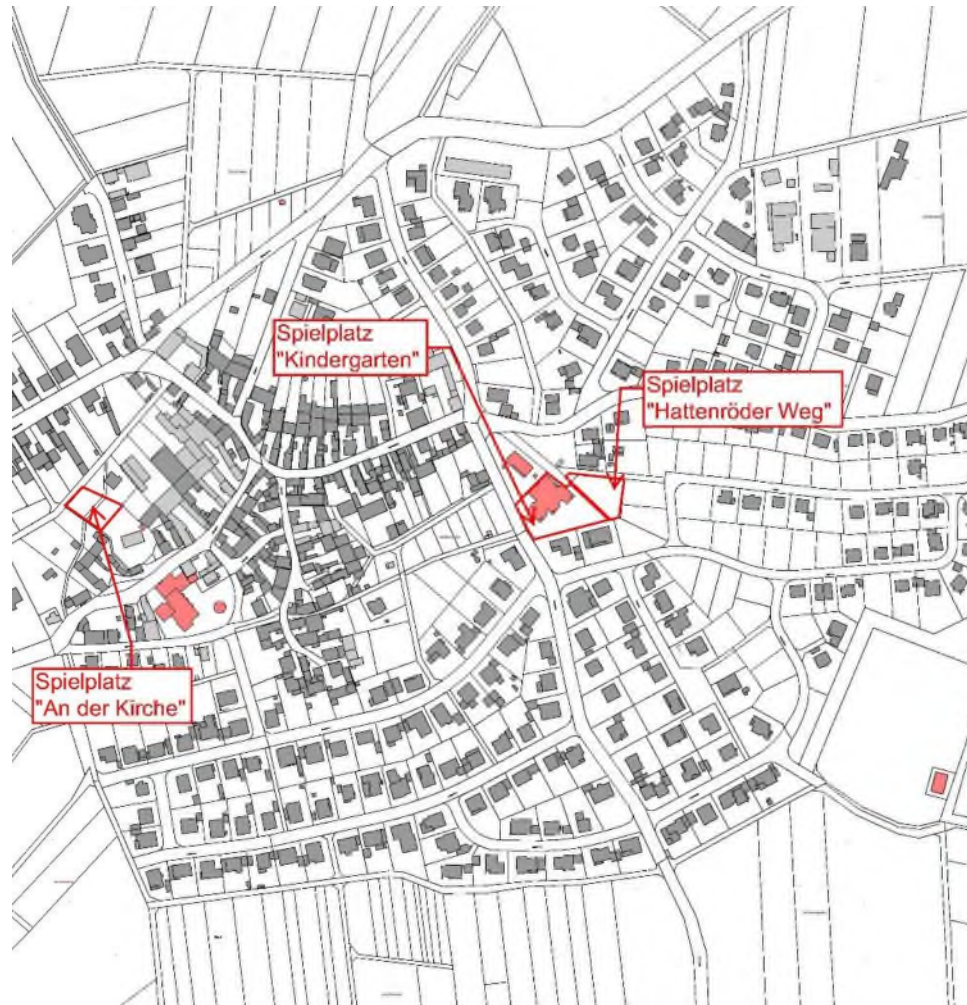 Spielplatz
"Kindergarten"
Spielplatz
"Hattenröder Weg"
Spielplatz
"An der Kirche"